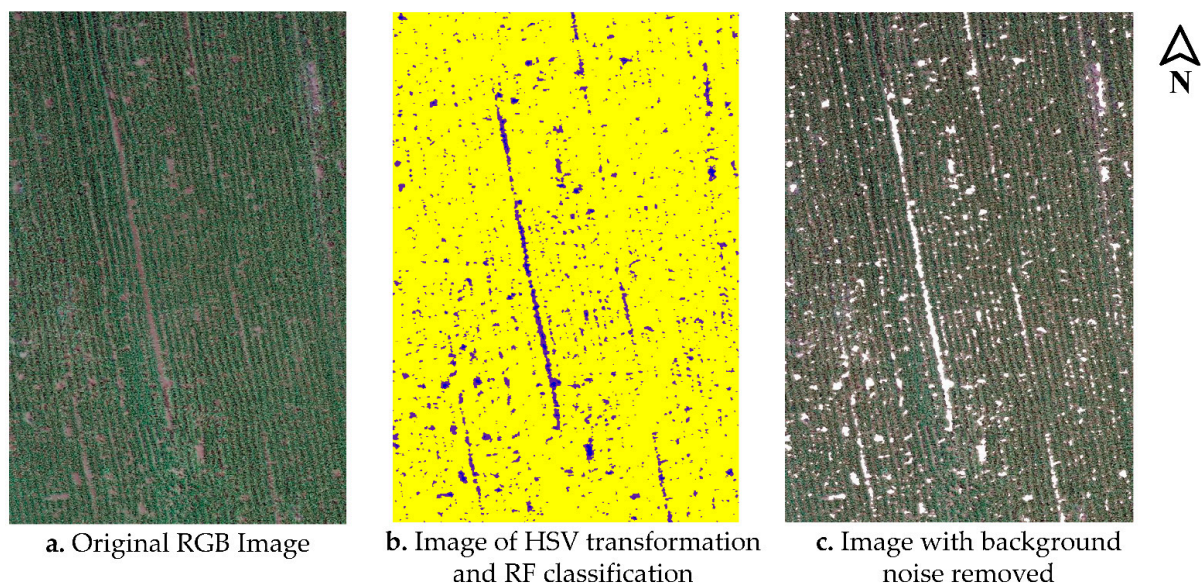 N
a. Original RGB Image
b. Image of HSV transformation
and RF classification
c. Image with background
noise removed